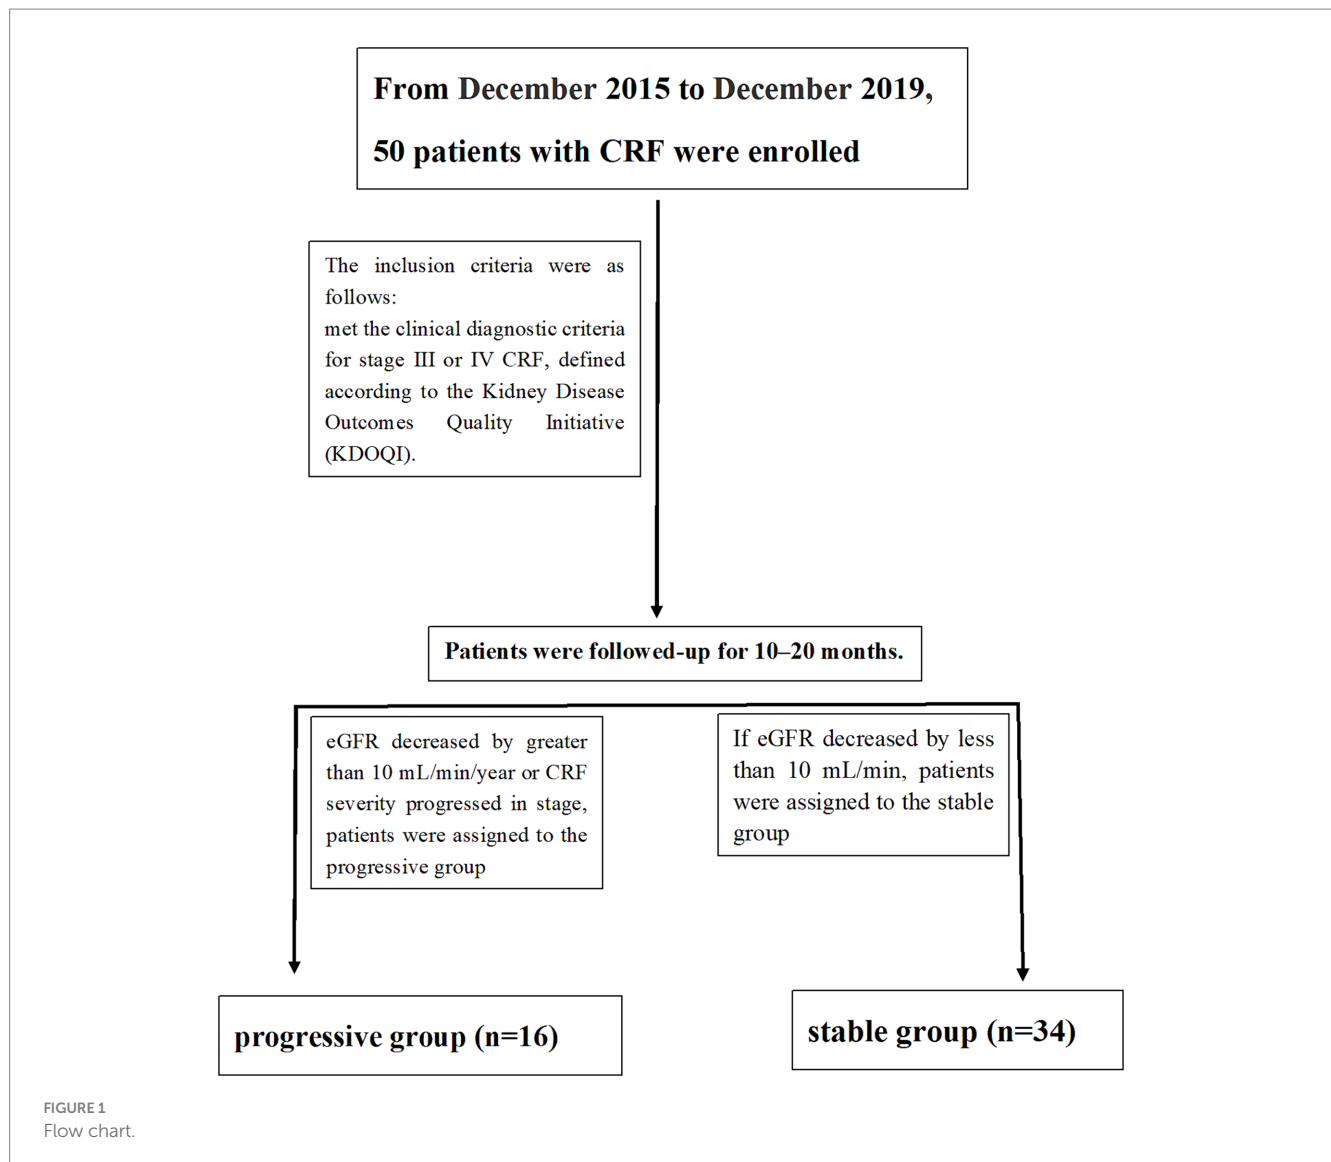 From December 2015 to December 2019,
50 patients with CRF were enrolled
The inclusion criteria were as
follows:
met the clinical diagnostic criteria
for stage III or IV CRF, defined
according to the Kidney Disease
Outcomes Quality Initiative
(KDOQI).
Patients were followed-up for 10–20 months.
eGFR decreased by greater
than 10 mL/min/year or CRF
severity progressed in stage,
patients were assigned to the
progressive group
If eGFR decreased by less
than 10 mL/min, patients
were assigned to the stable
group
progressive group (n=16)
stable group (n=34)
FIGURE 1
Flow chart.